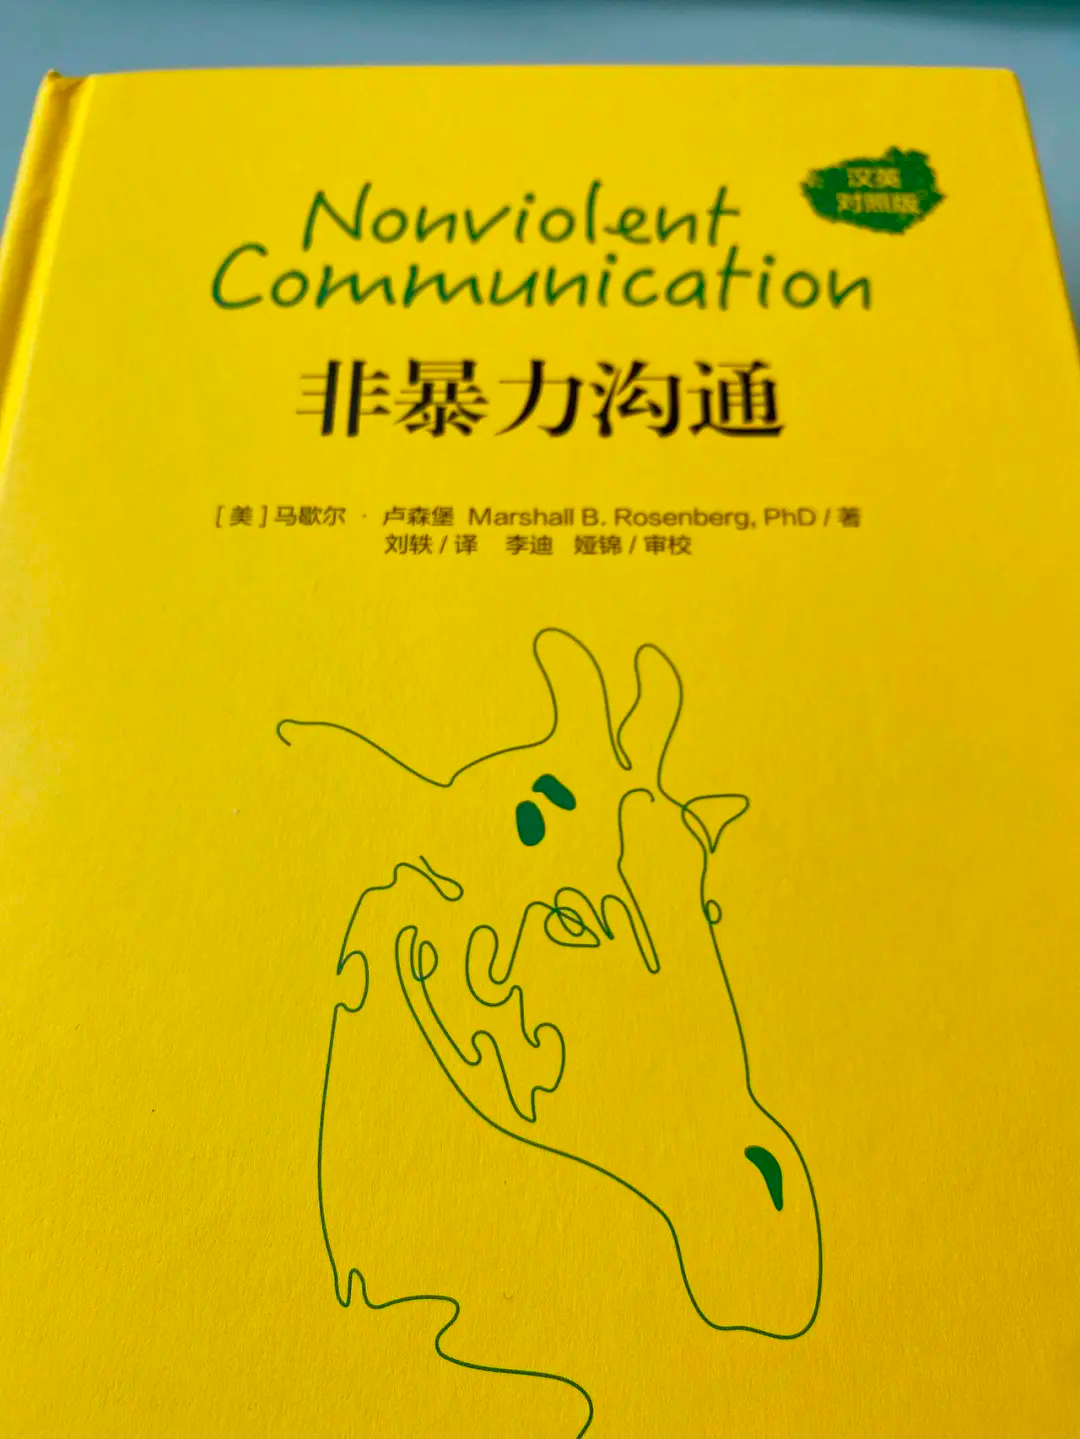 汉英
对照版
Nonviolent
Communication
非暴力沟通
[美]马歇尔·卢森堡 Marshall B. Rosenberg, PhD / 著
刘轶 / 译 李迪 娅锦 / 审校